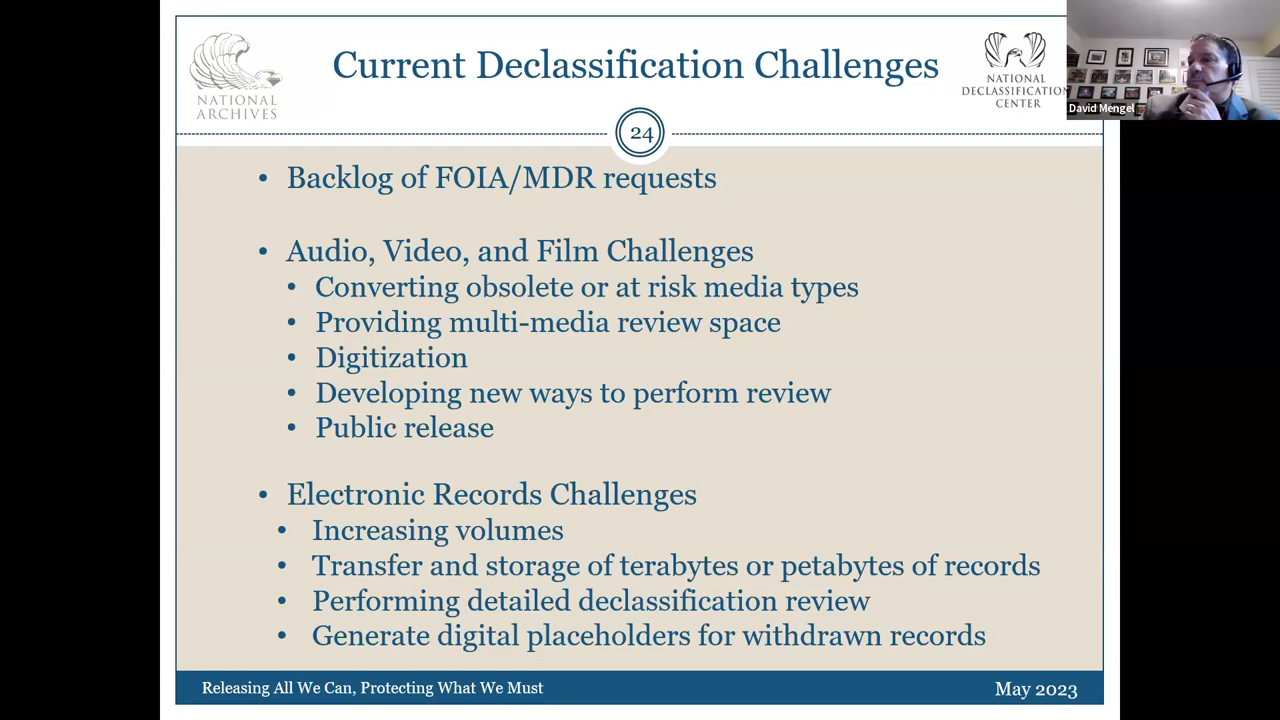 Current Declassification Challenges
NATIONAL
ARCHIVES
NATIONAL
DECLASSIFICATION
CENTER
David Mengel
24
• Backlog of FOIA/MDR requests
• Audio, Video, and Film Challenges
• Converting obsolete or at risk media types
• Providing multi-media review space
• Digitization
• Developing new ways to perform review
• Public release
• Electronic Records Challenges
• Increasing volumes
• Transfer and storage of terabytes or petabytes of records
• Performing detailed declassification review
• Generate digital placeholders for withdrawn records
Releasing All We Can, Protecting What We Must
May 2023